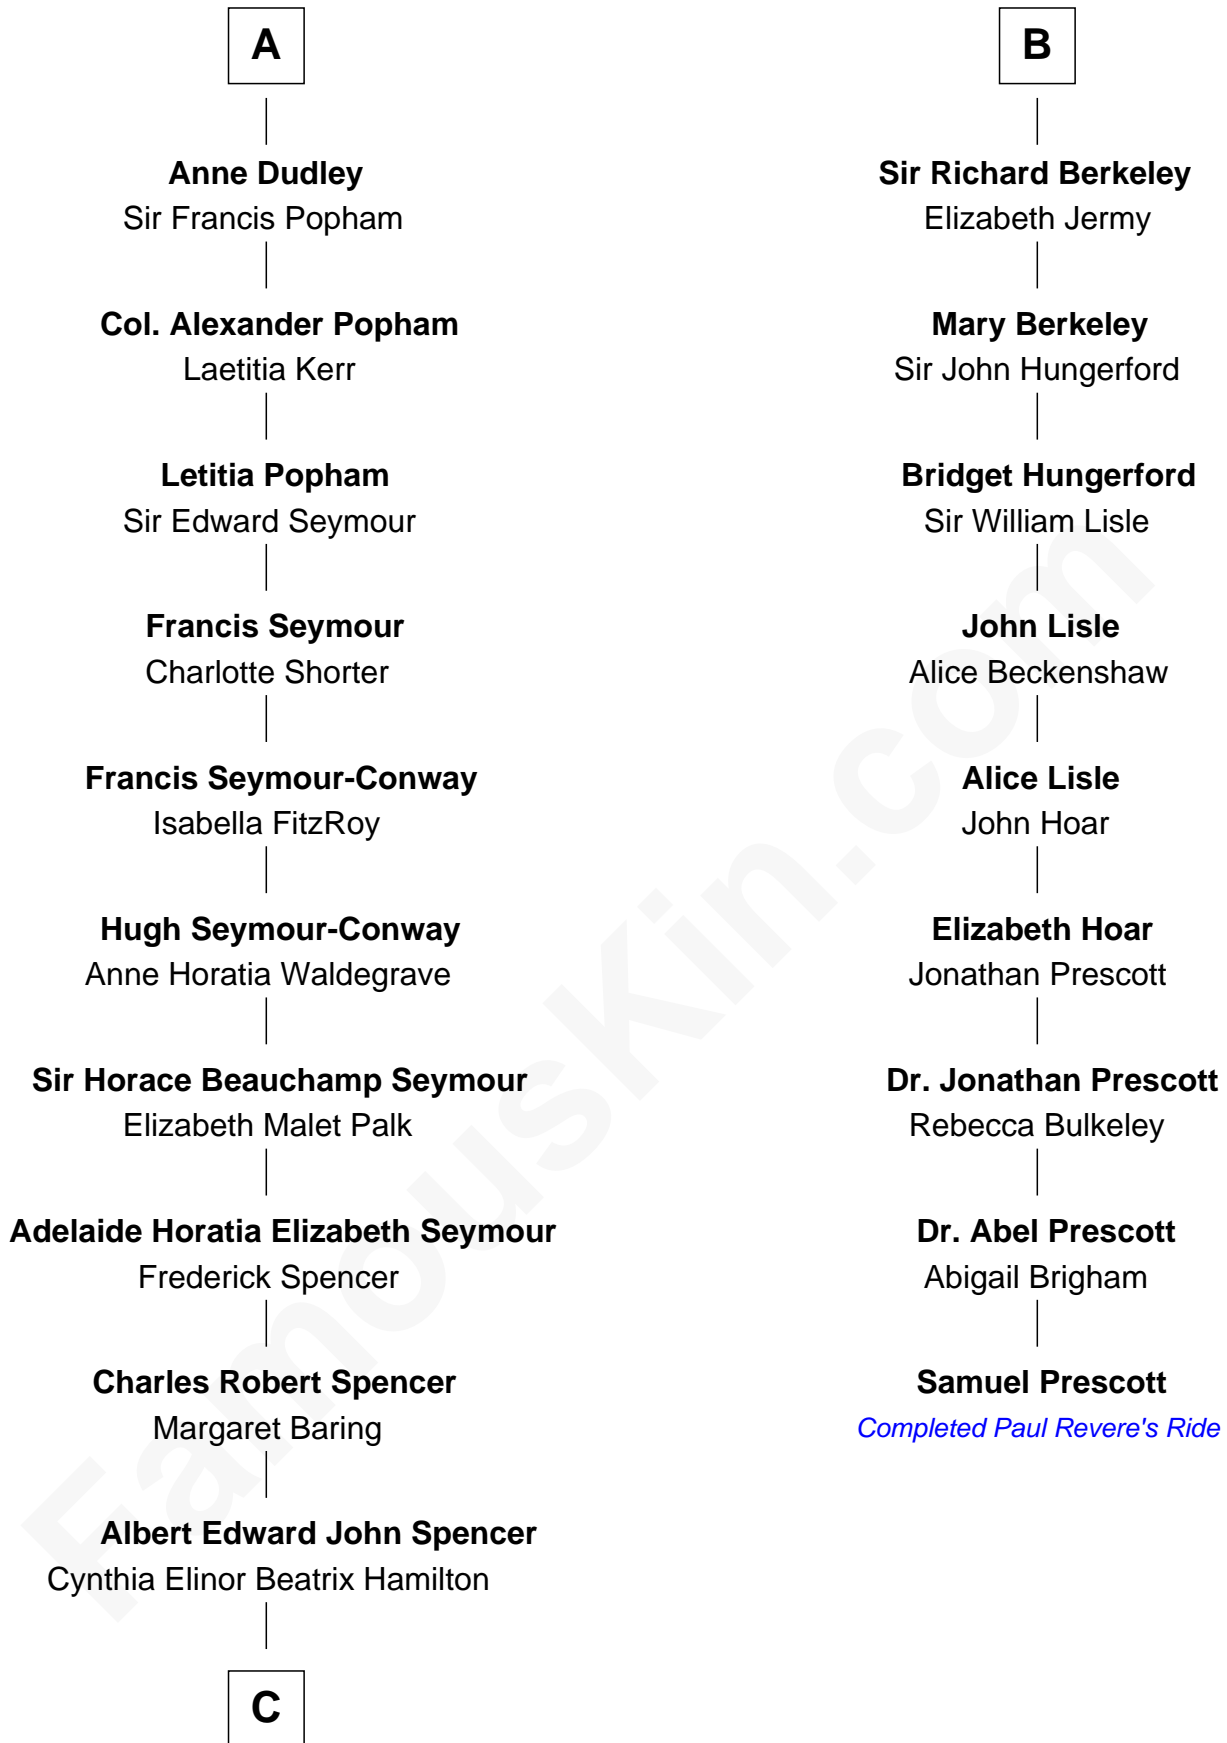 A
Anne Dudley
Sir Francis Popham
Col. Alexander Popham
Laetitia Kerr
Letitia Popham
Sir Edward Seymour
Francis Seymour
Charlotte Shorter
Francis Seymour-Conway
Isabella FitzRoy
Hugh Seymour-Conway
Anne Horatia Waldegrave
Sir Horace Beauchamp Seymour
Elizabeth Malet Palk
Adelaide Horatia Elizabeth Seymour
Frederick Spencer
Charles Robert Spencer
Margaret Baring
Albert Edward John Spencer
Cynthia Elinor Beatrix Hamilton
C
B
Sir Richard Berkeley
Elizabeth Jermy
Mary Berkeley
Sir John Hungerford
Bridget Hungerford
Sir William Lisle
John Lisle
Alice Beckenshaw
Alice Lisle
John Hoar
Elizabeth Hoar
Jonathan Prescott
Dr. Jonathan Prescott
Rebecca Bulkeley
Dr. Abel Prescott
Abigail Brigham
Samuel Prescott
Completed Paul Revere's Ride
FamousKin.com